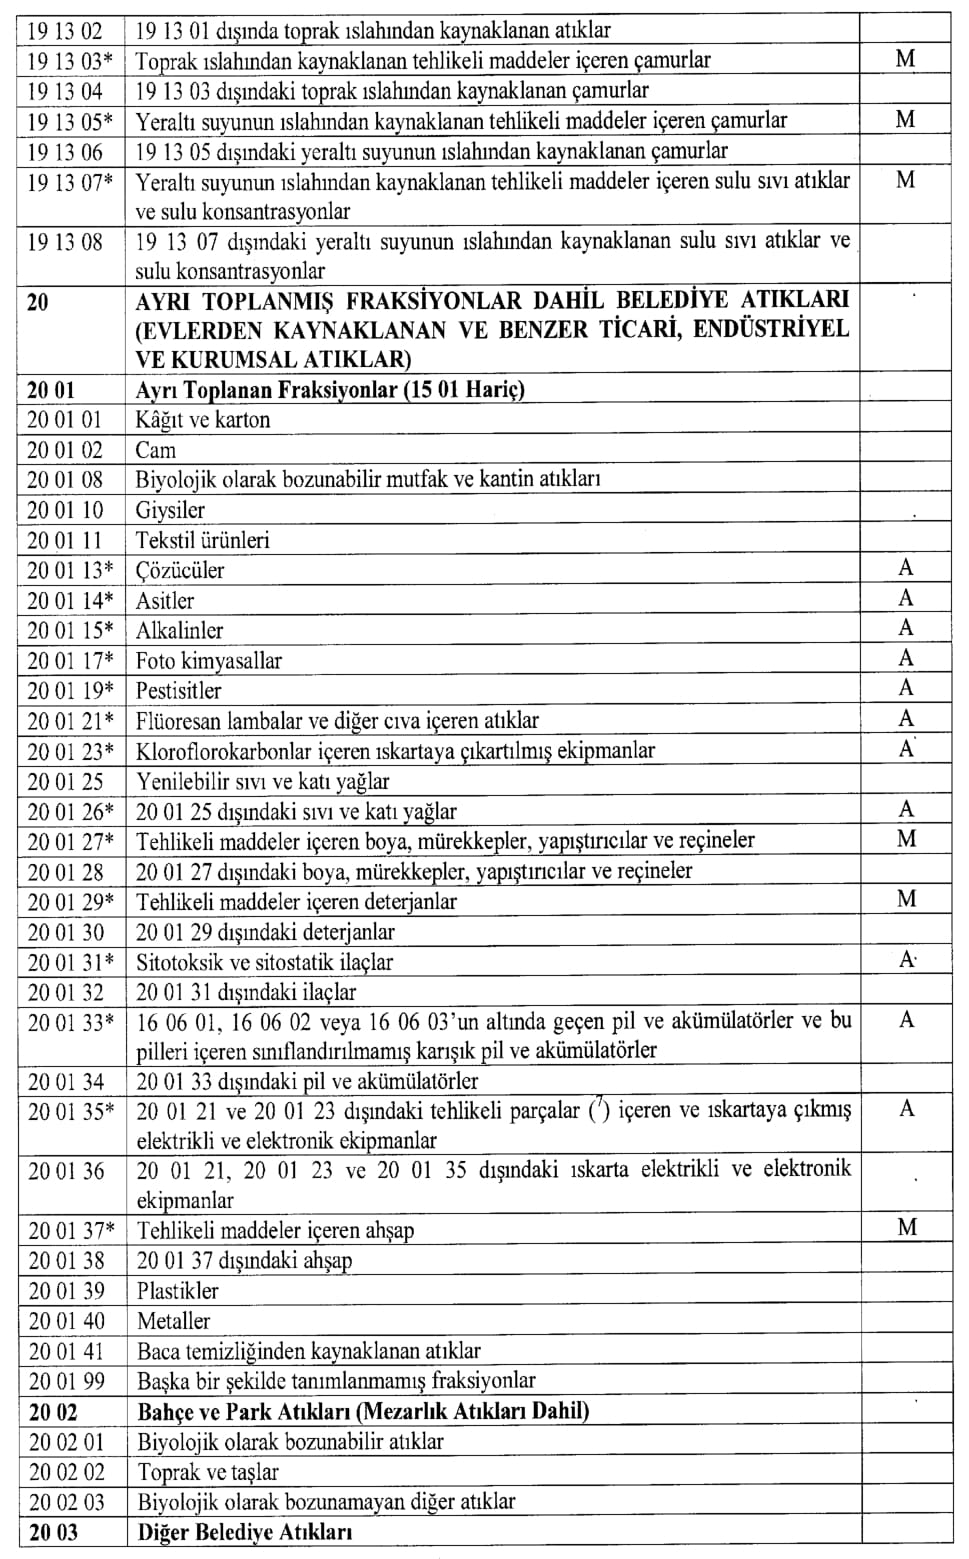 19 13 02 19 13 01 dışında toprak ıslahından kaynaklanan atıklar
19 13 03* Toprak ıslahından kaynaklanan tehlikeli maddeler içeren çamurlar M
19 13 04 19 13 03 dışındaki toprak ıslahından kaynaklanan çamurlar
19 13 05* Yeraltı suyunun ıslahından kaynaklanan tehlikeli maddeler içeren çamurlar M
19 13 06 19 13 05 dışındaki yeraltı suyunun ıslahından kaynaklanan çamurlar
19 13 07* Yeraltı suyunun ıslahından kaynaklanan tehlikeli maddeler içeren sulu sıvı atıklar M
ve sulu konsantrasyonlar
19 13 08 19 13 07 dışındaki yeraltı suyunun ıslahından kaynaklanan sulu sıvı atıklar ve
sulu konsantrasyonlar
20 AYRI TOPLANMIŞ FRAKSİYONLAR DAHİL BELEDİYE ATIKLARI
(EVLERDEN KAYNAKLANAN VE BENZER TİCARİ, ENDÜSTRİYEL
VE KURUMSAL ATIKLAR)
20 01 Ayrı Toplanan Fraksiyonlar (15 01 Hariç)
20 01 01 Kâğıt ve karton
20 01 02 Cam
20 01 08 Biyolojik olarak bozunabilir mutfak ve kantin atıkları
20 01 10 Giysiler
20 01 11 Tekstil ürünleri
20 01 13* Çözücüler A
20 01 14* Asitler A
20 01 15* Alkalinler A
20 01 17* Foto kimyasallar A
20 01 19* Pestisitler A
20 01 21* Flüoresan lambalar ve diğer cıva içeren atıklar A
20 01 23* Kloroflorokarbonlar içeren ıskartaya çıkartılmış ekipmanlar A
20 01 25 Yenilebilir sıvı ve katı yağlar
20 01 26* 20 01 25 dışındaki sıvı ve katı yağlar A
20 01 27* Tehlikeli maddeler içeren boya, mürekkepler, yapıştırıcılar ve reçineler M
20 01 28 20 01 27 dışındaki boya, mürekkepler, yapıştırıcılar ve reçineler
20 01 29* Tehlikeli maddeler içeren deterjanlar M
20 01 30 20 01 29 dışındaki deterjanlar
20 01 31* Sitotoksik ve sitostatik ilaçlar A
20 01 32 20 01 31 dışındaki ilaçlar
20 01 33* 16 06 01, 16 06 02 veya 16 06 03’un altında geçen pil ve akümülatörler ve bu A
pilleri içeren sınıflandırılmamış karışık pil ve akümülatörler
20 01 34 20 01 33 dışındaki pil ve akümülatörler
20 01 35* 20 01 21 ve 20 01 23 dışındaki tehlikeli parçalar (7) içeren ve ıskartaya çıkmış A
elektrikli ve elektronik ekipmanlar
20 01 36 20 01 21, 20 01 23 ve 20 01 35 dışındaki ıskarta elektrikli ve elektronik
ekipmanlar
20 01 37* Tehlikeli maddeler içeren ahşap M
20 01 38 20 01 37 dışındaki ahşap
20 01 39 Plastikler
20 01 40 Metaller
20 01 41 Baca temizliğinden kaynaklanan atıklar
20 01 99 Başka bir şekilde tanımlanmamış fraksiyonlar
20 02 Bahçe ve Park Atıkları (Mezarlık Atıkları Dahil)
20 02 01 Biyolojik olarak bozunabilir atıklar
20 02 02 Toprak ve taşlar
20 02 03 Biyolojik olarak bozunamayan diğer atıklar
20 03 Diğer Belediye Atıkları